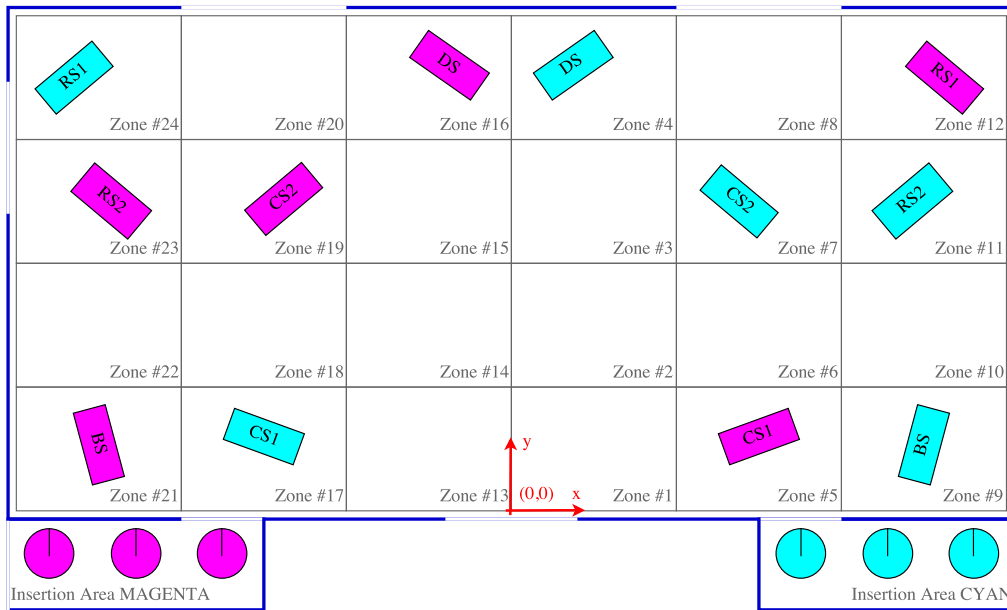 RS1
DS
DS
RS1
Zone #24
Zone #20
Zone #16
Zone #4
Zone #8
Zone #12
RS2
CS2
CS2
RS2
Zone #23
Zone #19
Zone #15
Zone #3
Zone #7
Zone #11
Zone #22
Zone #18
Zone #14
Zone #2
Zone #6
Zone #10
BS
CS1
y
CS1
BS
(0,0)
x
Zone #21
Zone #17
Zone #13
Zone #1
Zone #5
Zone #9
Insertion Area MAGENTA
Insertion Area CYAN